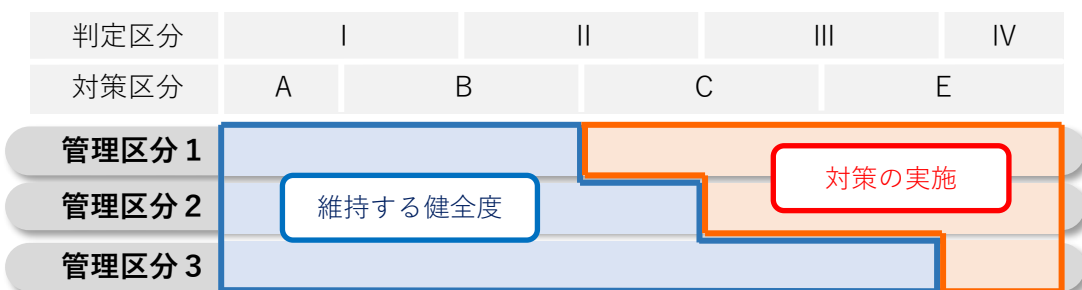 判定区分 Ⅰ Ⅱ Ⅲ Ⅳ
対策区分 A B C E
管理区分1
対策の実施
管理区分2
維持する健全度
管理区分3